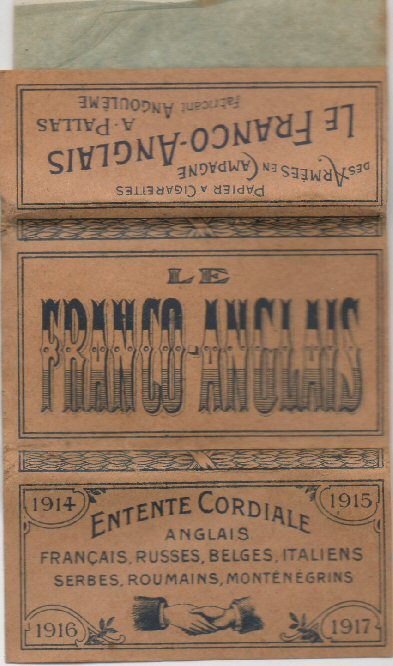 PAPIER A CIGARETTES
DES ARMÉES EN CAMPAGNE
LE FRANCO-ANGLAIS
A. PALLAS
Fabricant ANGOULÊME
LE
FRANCO-ANGLAIS
1914 1915
ENTENTE CORDIALE
ANGLAIS
FRANÇAIS, RUSSES, BELGES, ITALIENS
SERBES, ROUMAINS, MONTÉNÉGRINS
1916 1917